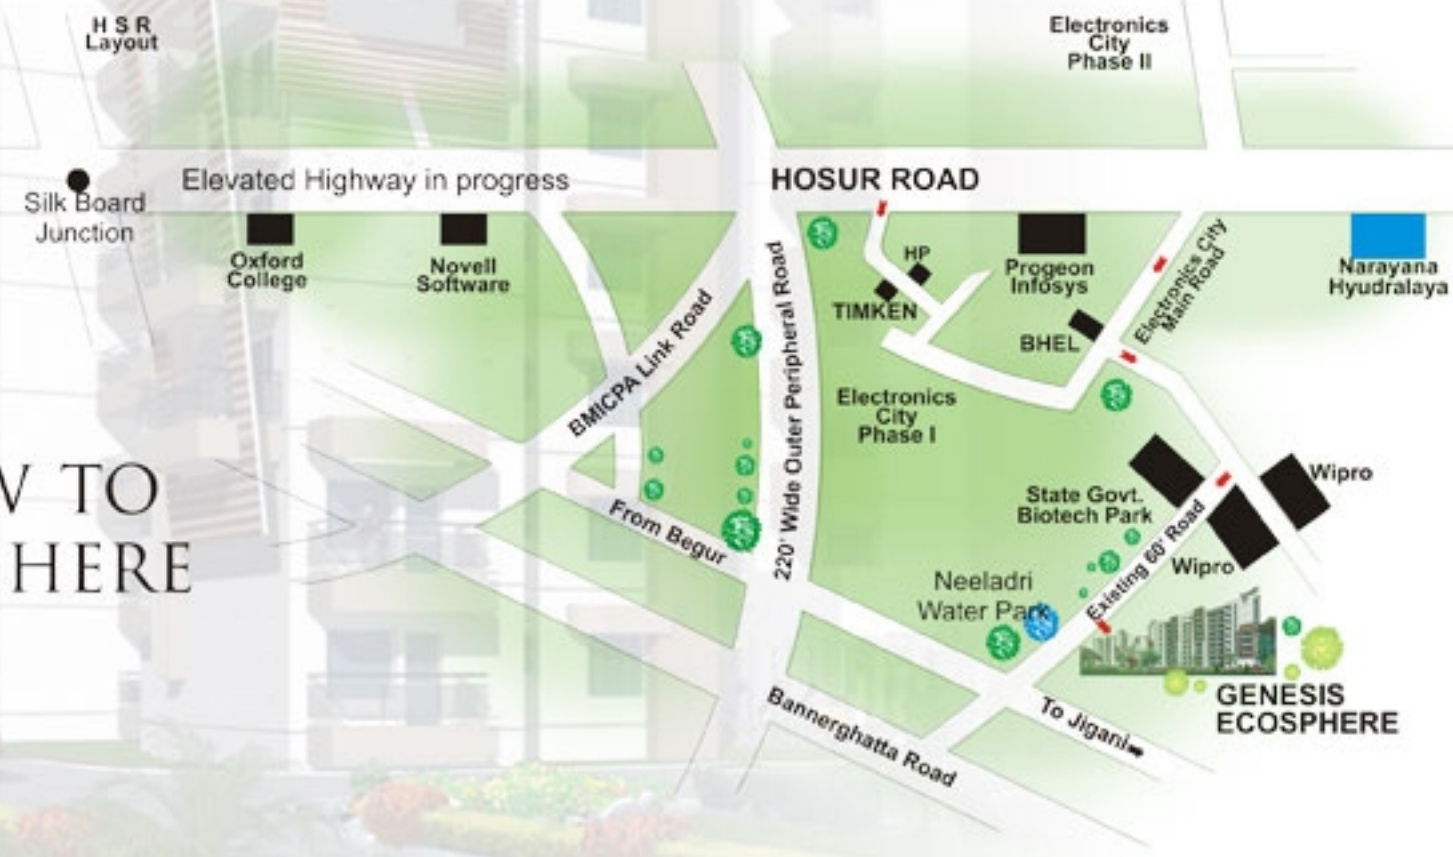 H S R
Layout
Electronics
City
Phase II
Silk Board
Junction
Elevated Highway in progress
HOSUR ROAD
Oxford
College
Novell
Software
HP
TIMKEN
Progeon
Infosys
BHEL
Electronics City
Main Road
Narayana
Hyudralaya
BMICPA Link Road
220' Wide Outer Peripheral Road
Electronics
City
Phase I
TO
HERE
From Begur
State Govt.
Biotech Park
Wipro
Wipro
Existing 60' Road
Neeladri
Water Park
GENESIS
ECOSPHERE
To Jigani
Bannerghatta Road